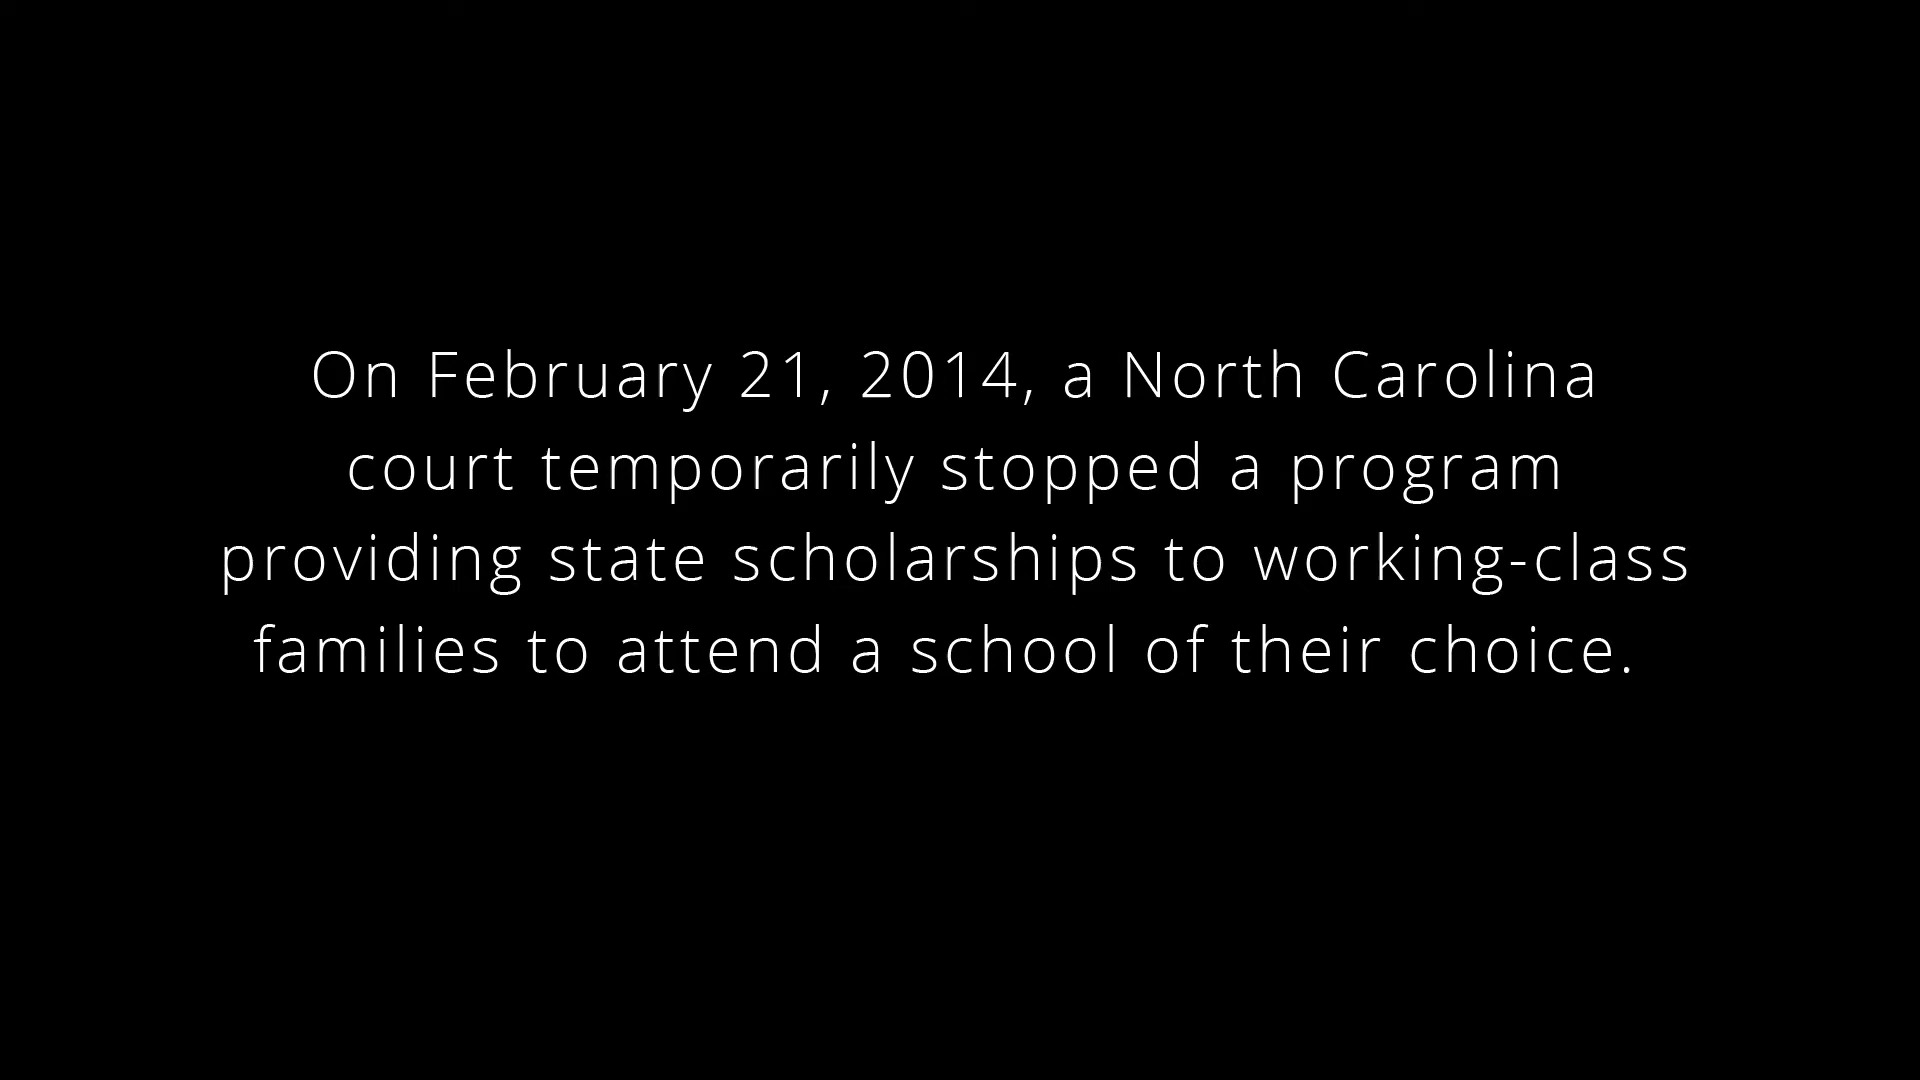 On February 21, 2014, a North Carolina
court temporarily stopped a program
providing state scholarships to working-class
families to attend a school of their choice.